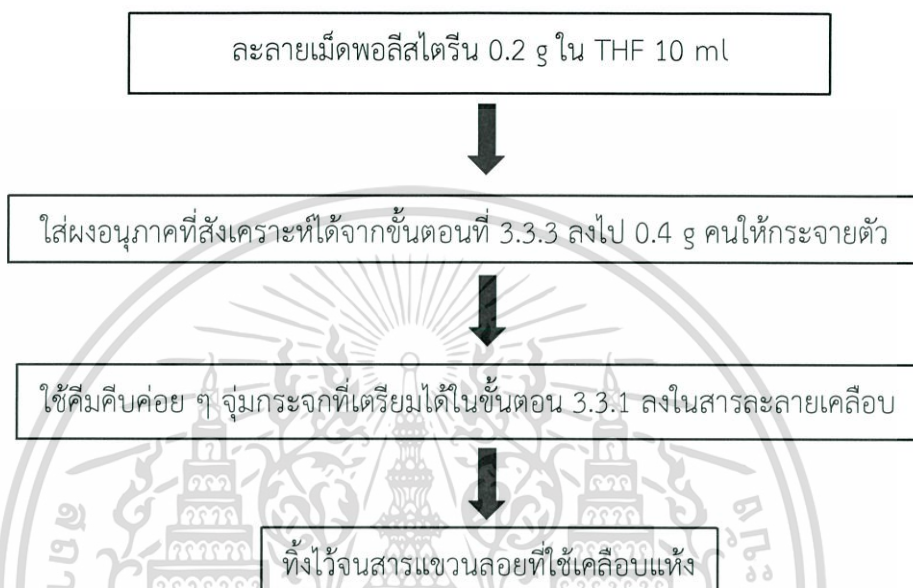 ละลายเม็ดพอลีสไตรีน 0.2 g ใน THF 10 ml
ใส่ผงอนุภาคที่สังเคราะห์ได้จากขั้นตอนที่ 3.3.3 ลงไป 0.4 g คนให้กระจายตัว
ใช้คีมคีบค่อย ๆ จุ่มกระจกที่เตรียมได้ในขั้นตอน 3.3.1 ลงในสารละลายเคลือบ
ทิ้งไว้จนสารแขวนลอยที่ใช้เคลือบแห้ง